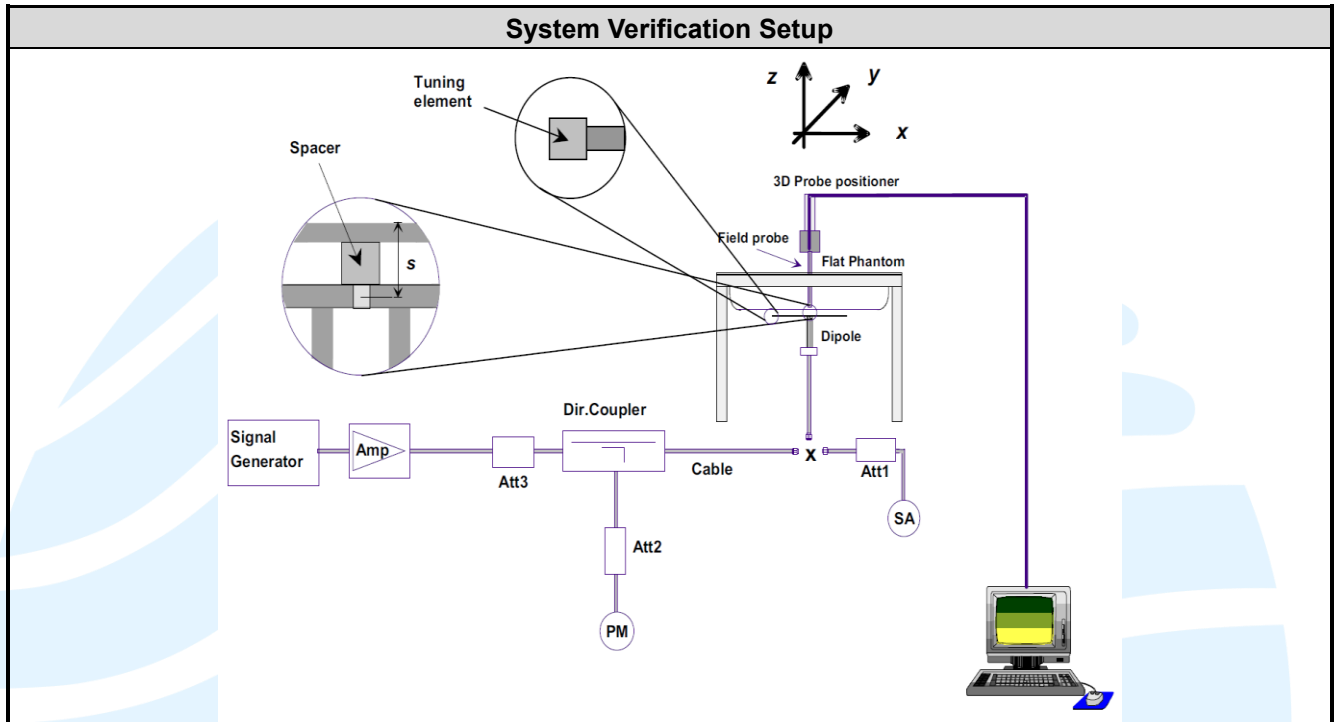 System Verification Setup
Tuning
element
z
y
x
Spacer
s
3D Probe positioner
Field probe
Flat Phantom
Dipole
Dir.Coupler
Signal
Generator
Amp
Att3
Cable
x
Att1
SA
Att2
PM